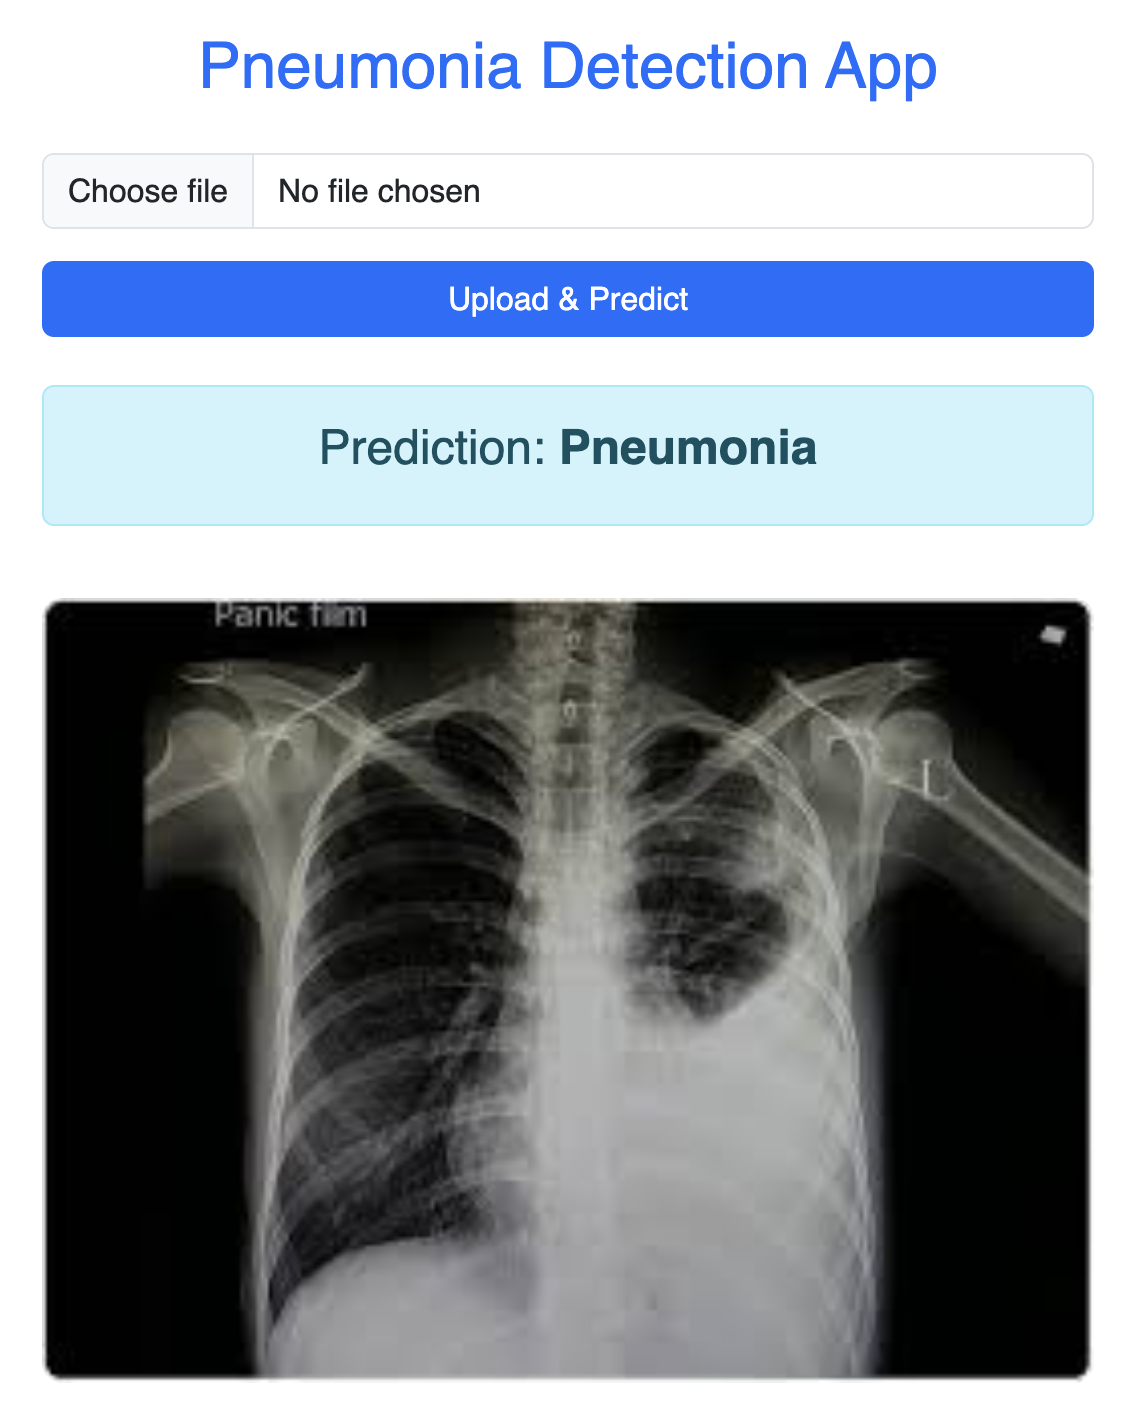 Pneumonia Detection App
Choose file No file chosen
Upload & Predict
Prediction: Pneumonia
Panic film
L